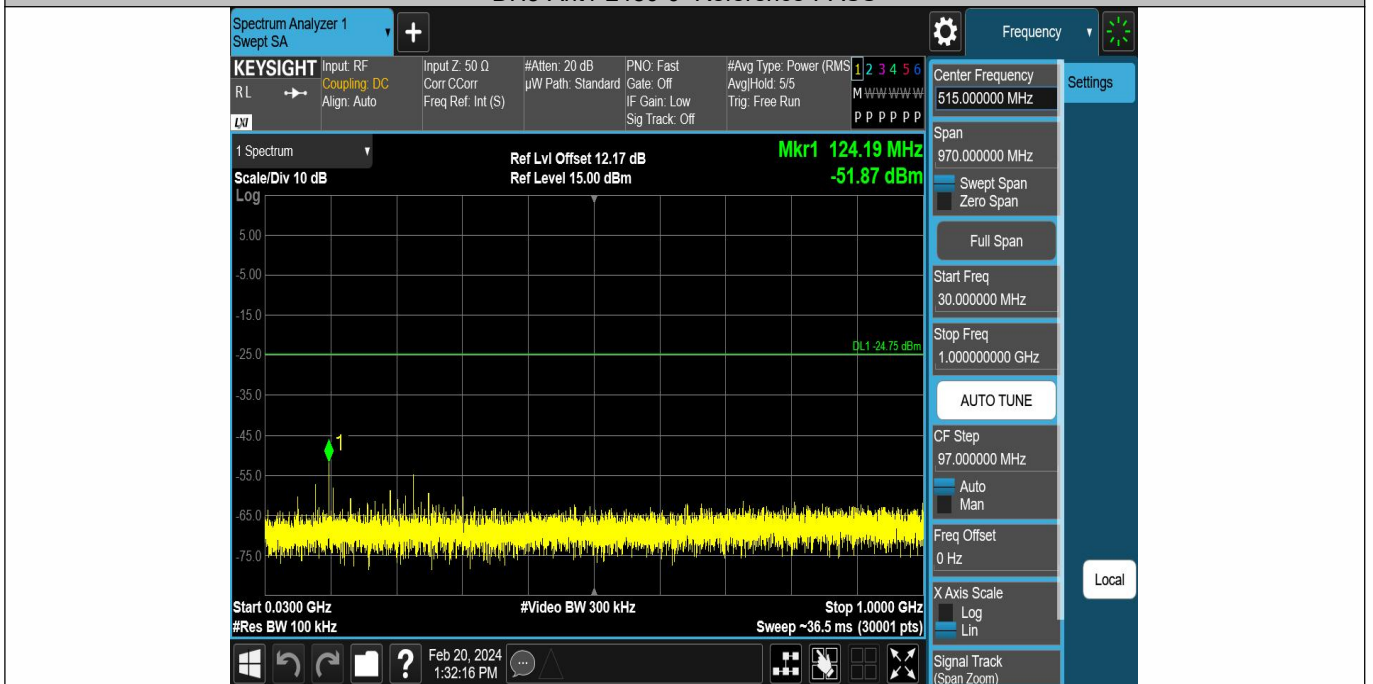 Spectrum Analyzer 1
Swept SA
+
Frequency
KEYSIGHT
RL
LXI
Input: RF
Coupling: DC
Align: Auto
Input Z: 50 Ω
Corr CCorr
Freq Ref: Int (S)
#Atten: 20 dB
µW Path: Standard
PNO: Fast
Gate: Off
IF Gain: Low
Sig Track: Off
#Avg Type: Power (RMS
Avg|Hold: 5/5
Trig: Free Run
1 2 3 4 5 6
M W W W W W
P P P P P P
1 Spectrum
Scale/Div 10 dB
Log
Ref Lvl Offset 12.17 dB
Ref Level 15.00 dBm
Mkr1 124.19 MHz
-51.87 dBm
5.00
-5.00
-15.0
-25.0
-35.0
-45.0
-55.0
-65.0
-75.0
DL1 -24.75 dBm
1
Start 0.0300 GHz
#Res BW 100 kHz
#Video BW 300 kHz
Stop 1.0000 GHz
Sweep ~36.5 ms (30001 pts)
Center Frequency
515.000000 MHz
Span
970.000000 MHz
Swept Span
Zero Span
Full Span
Start Freq
30.000000 MHz
Stop Freq
1.000000000 GHz
AUTO TUNE
CF Step
97.000000 MHz
Auto
Man
Freq Offset
0 Hz
X Axis Scale
Log
Lin
Signal Track
(Span Zoom)
Settings
Local
?
Feb 20, 2024
1:32:16 PM